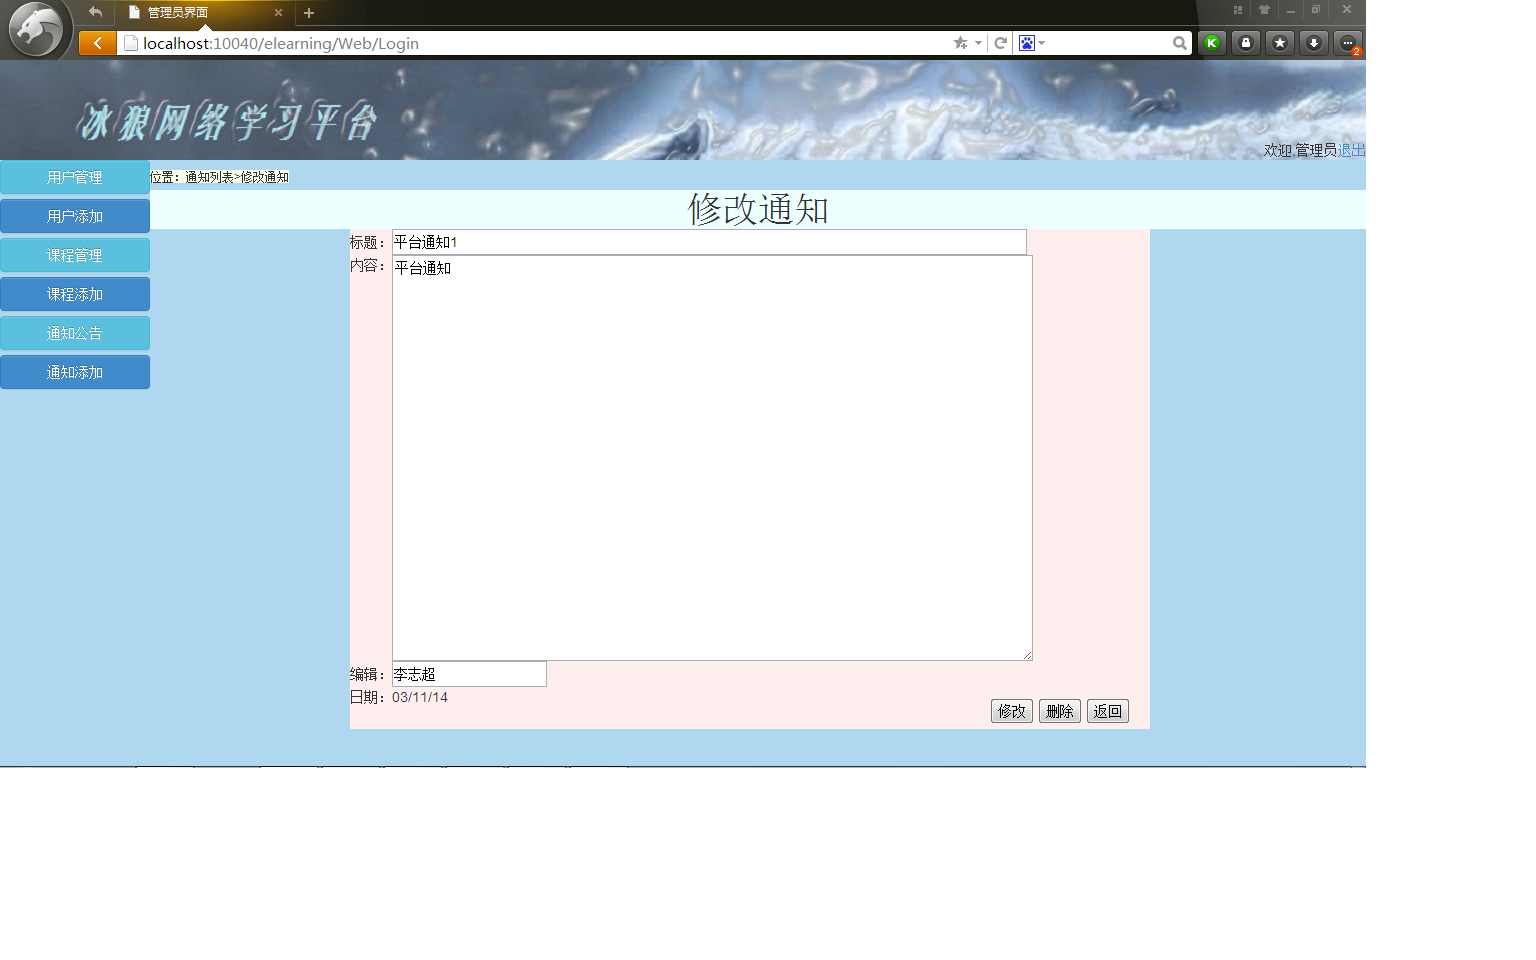 管理员界面
localhost:10040/elearning/Web/Login
K
2
冰狼网络学习平台
欢迎,管理员退出
用户管理
位置：通知列表>修改通知
用户添加
修改通知
课程管理
课程添加
通知公告
通知添加
标题：平台通知1
内容：平台通知
编辑：李志超
日期：03/11/14
修改 删除 返回